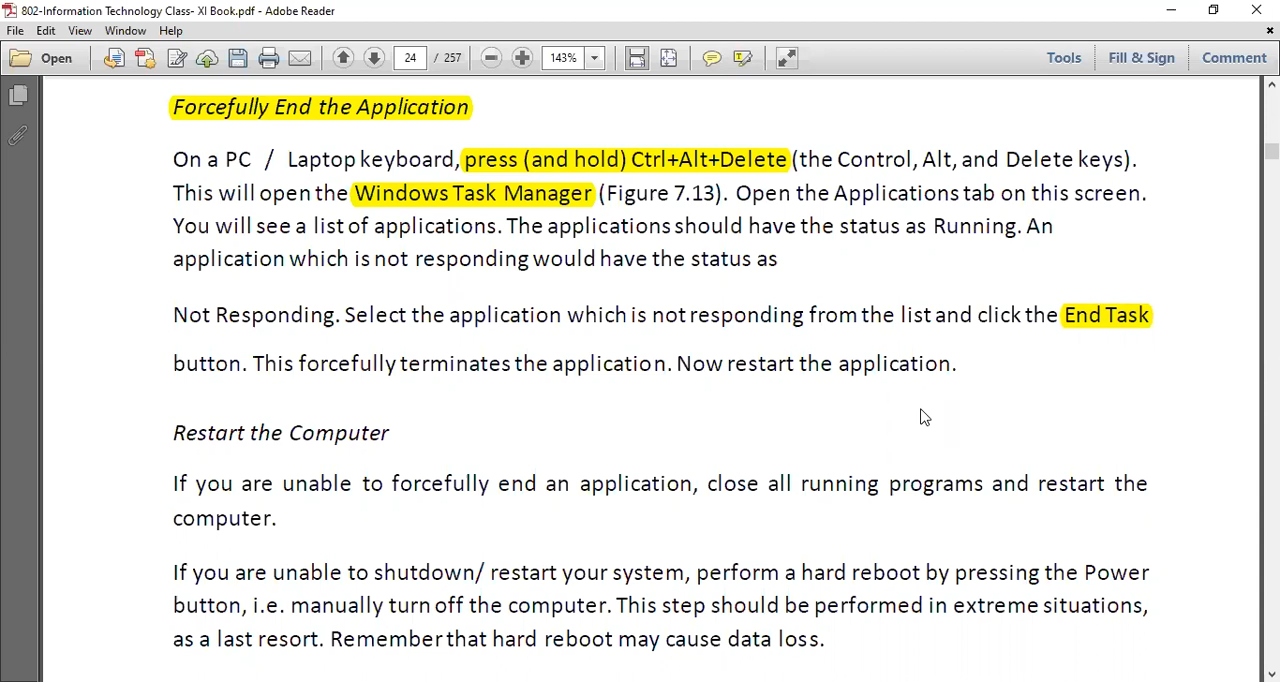 802-Information Technology Class- XI Book.pdf - Adobe Reader
File Edit View Window Help
Open 24 / 257 143% Tools Fill & Sign Comment
Forcefully End the Application
On a PC / Laptop keyboard, press (and hold) Ctrl+Alt+Delete (the Control, Alt, and Delete keys).
This will open the Windows Task Manager (Figure 7.13). Open the Applications tab on this screen.
You will see a list of applications. The applications should have the status as Running. An
application which is not responding would have the status as
Not Responding. Select the application which is not responding from the list and click the End Task
button. This forcefully terminates the application. Now restart the application.
Restart the Computer
If you are unable to forcefully end an application, close all running programs and restart the
computer.
If you are unable to shutdown/ restart your system, perform a hard reboot by pressing the Power
button, i.e. manually turn off the computer. This step should be performed in extreme situations,
as a last resort. Remember that hard reboot may cause data loss.